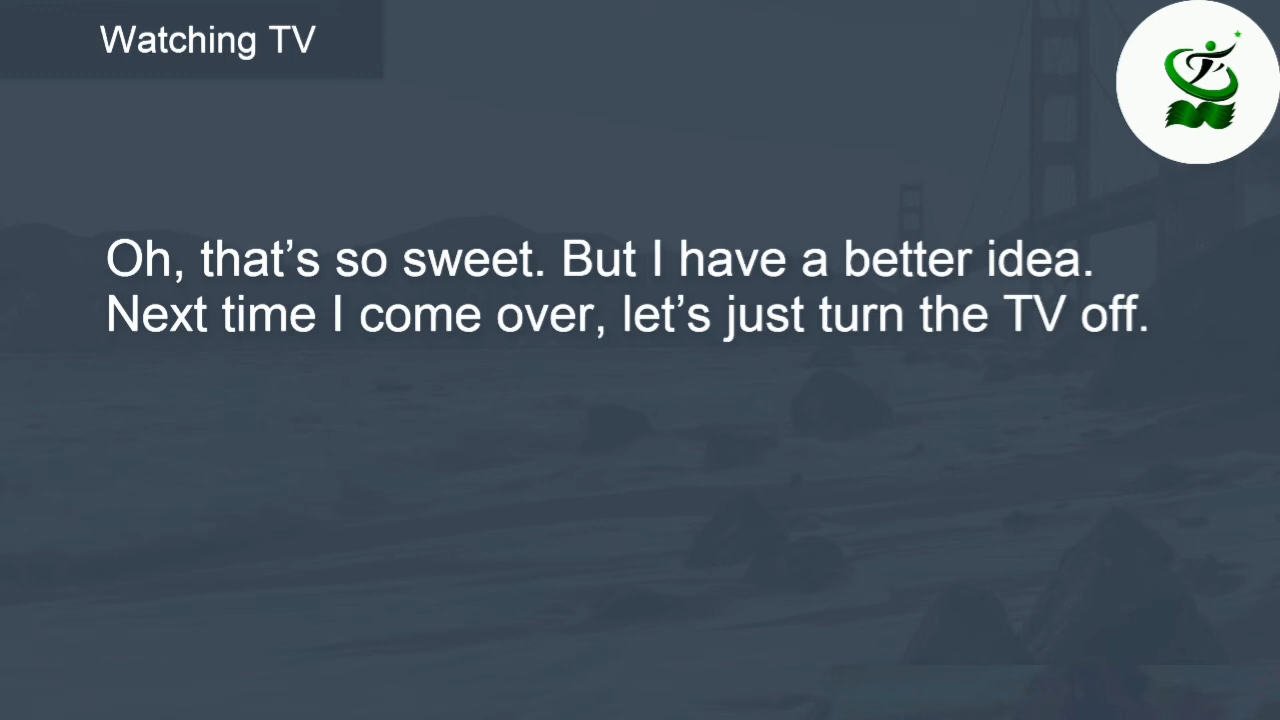 Watching TV
Oh, that’s so sweet. But I have a better idea.
Next time I come over, let’s just turn the TV off.